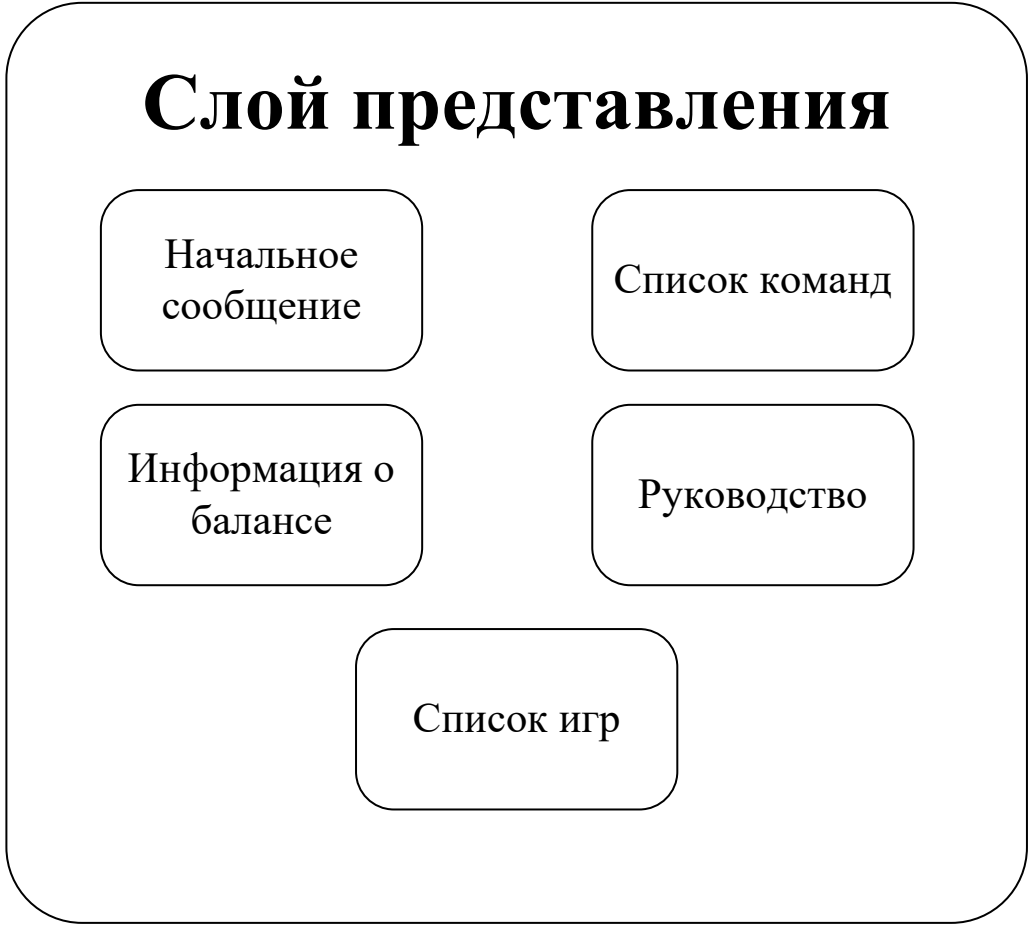 Слой представления
Начальное
сообщение
Список команд
Информация о
балансе
Руководство
Список игр